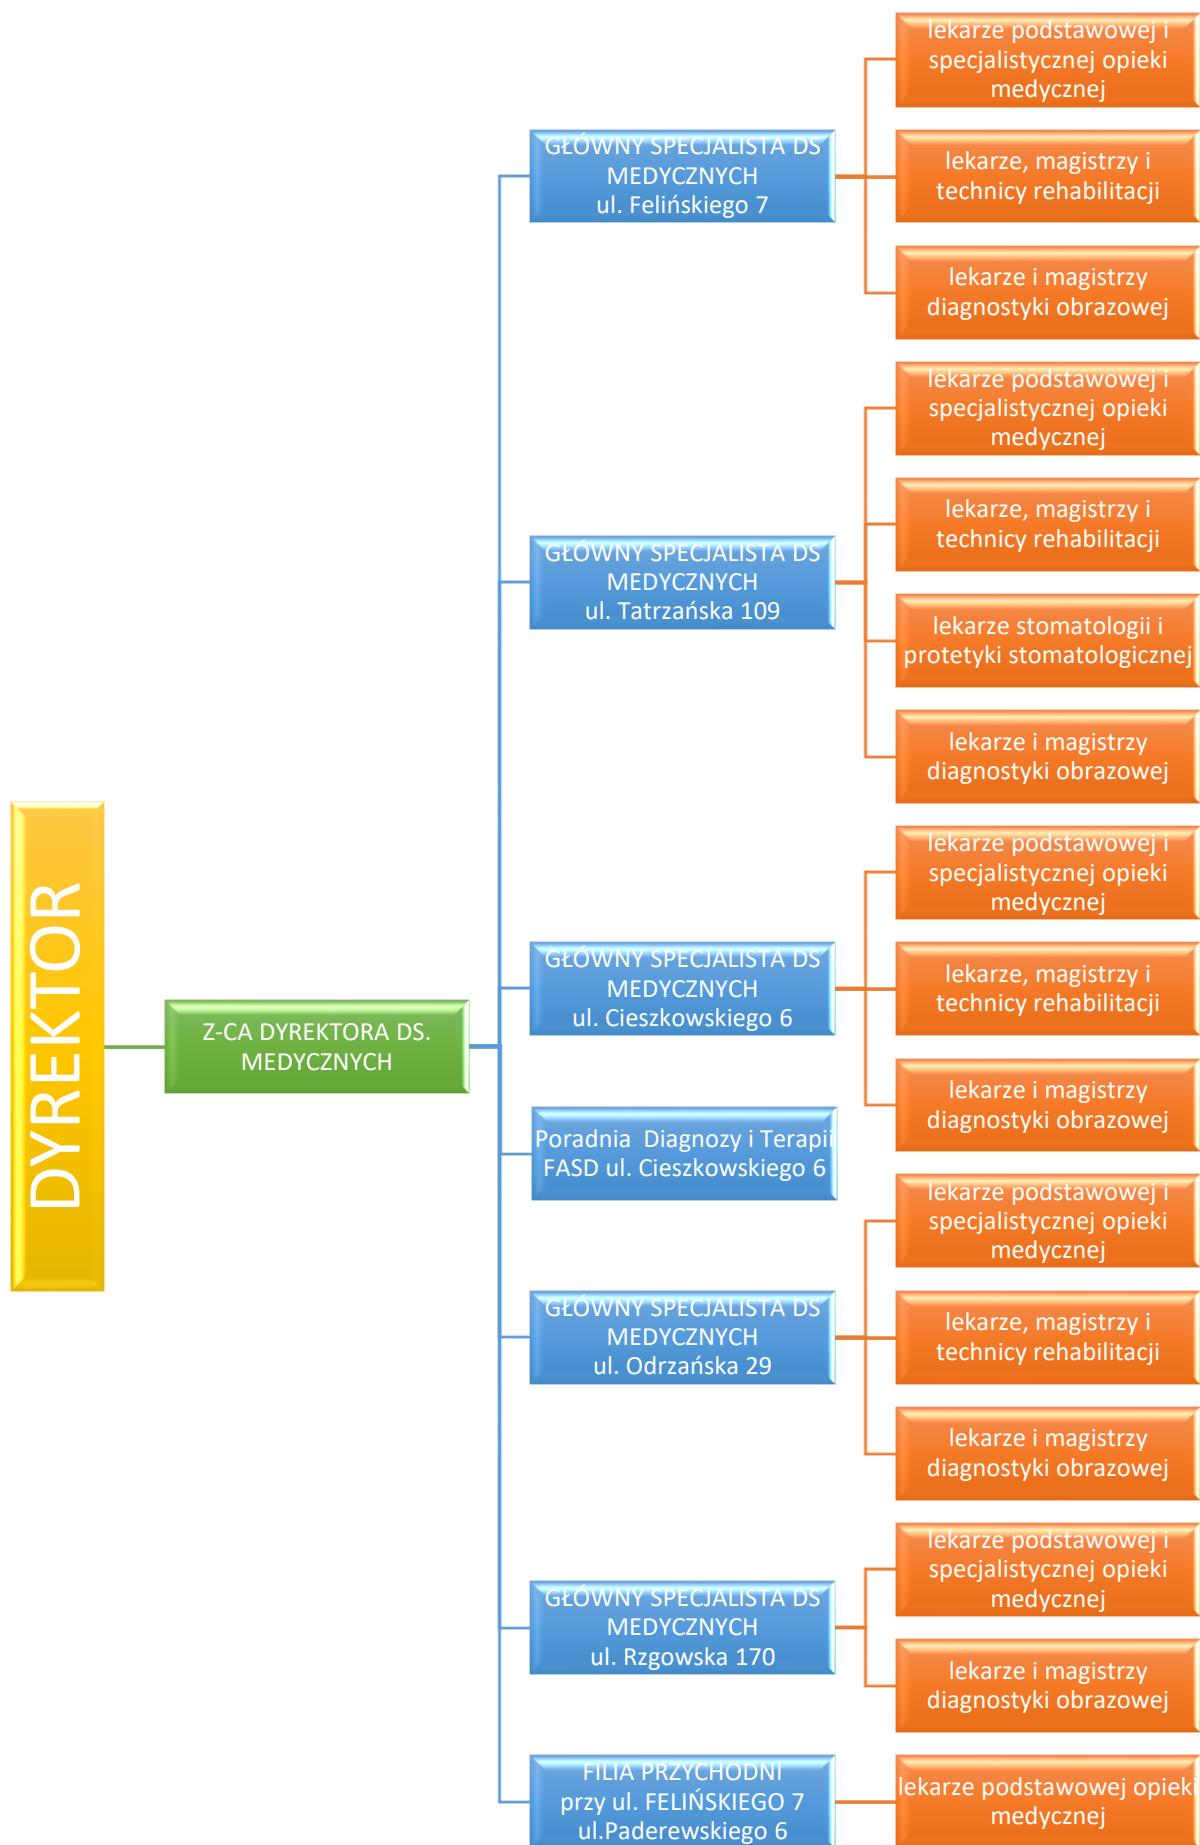 DYREKTOR
Z-CA DYREKTORA DS.
MEDYCZNYCH
GŁÓWNY SPECJALISTA DS
MEDYCZNYCH
ul. Felińskiego 7
lekarze podstawowej i
specjalistycznej opieki
medycznej
lekarze, magistrzy i
technicy rehabilitacji
lekarze i magistrzy
diagnostyki obrazowej
GŁÓWNY SPECJALISTA DS
MEDYCZNYCH
ul. Tatrzańska 109
lekarze podstawowej i
specjalistycznej opieki
medycznej
lekarze, magistrzy i
technicy rehabilitacji
lekarze stomatologii i
protetyki stomatologicznej
lekarze i magistrzy
diagnostyki obrazowej
GŁÓWNY SPECJALISTA DS
MEDYCZNYCH
ul. Cieszkowskiego 6
lekarze podstawowej i
specjalistycznej opieki
medycznej
lekarze, magistrzy i
technicy rehabilitacji
lekarze i magistrzy
diagnostyki obrazowej
Poradnia Diagnozy i Terapii
FASD ul. Cieszkowskiego 6
GŁÓWNY SPECJALISTA DS
MEDYCZNYCH
ul. Odrzańska 29
lekarze podstawowej i
specjalistycznej opieki
medycznej
lekarze, magistrzy i
technicy rehabilitacji
lekarze i magistrzy
diagnostyki obrazowej
GŁÓWNY SPECJALISTA DS
MEDYCZNYCH
ul. Rzgowska 170
lekarze podstawowej i
specjalistycznej opieki
medycznej
lekarze i magistrzy
diagnostyki obrazowej
FILIA PRZYCHODNI
przy ul. FELIŃSKIEGO 7
ul.Paderewskiego 6
lekarze podstawowej opieki
medycznej